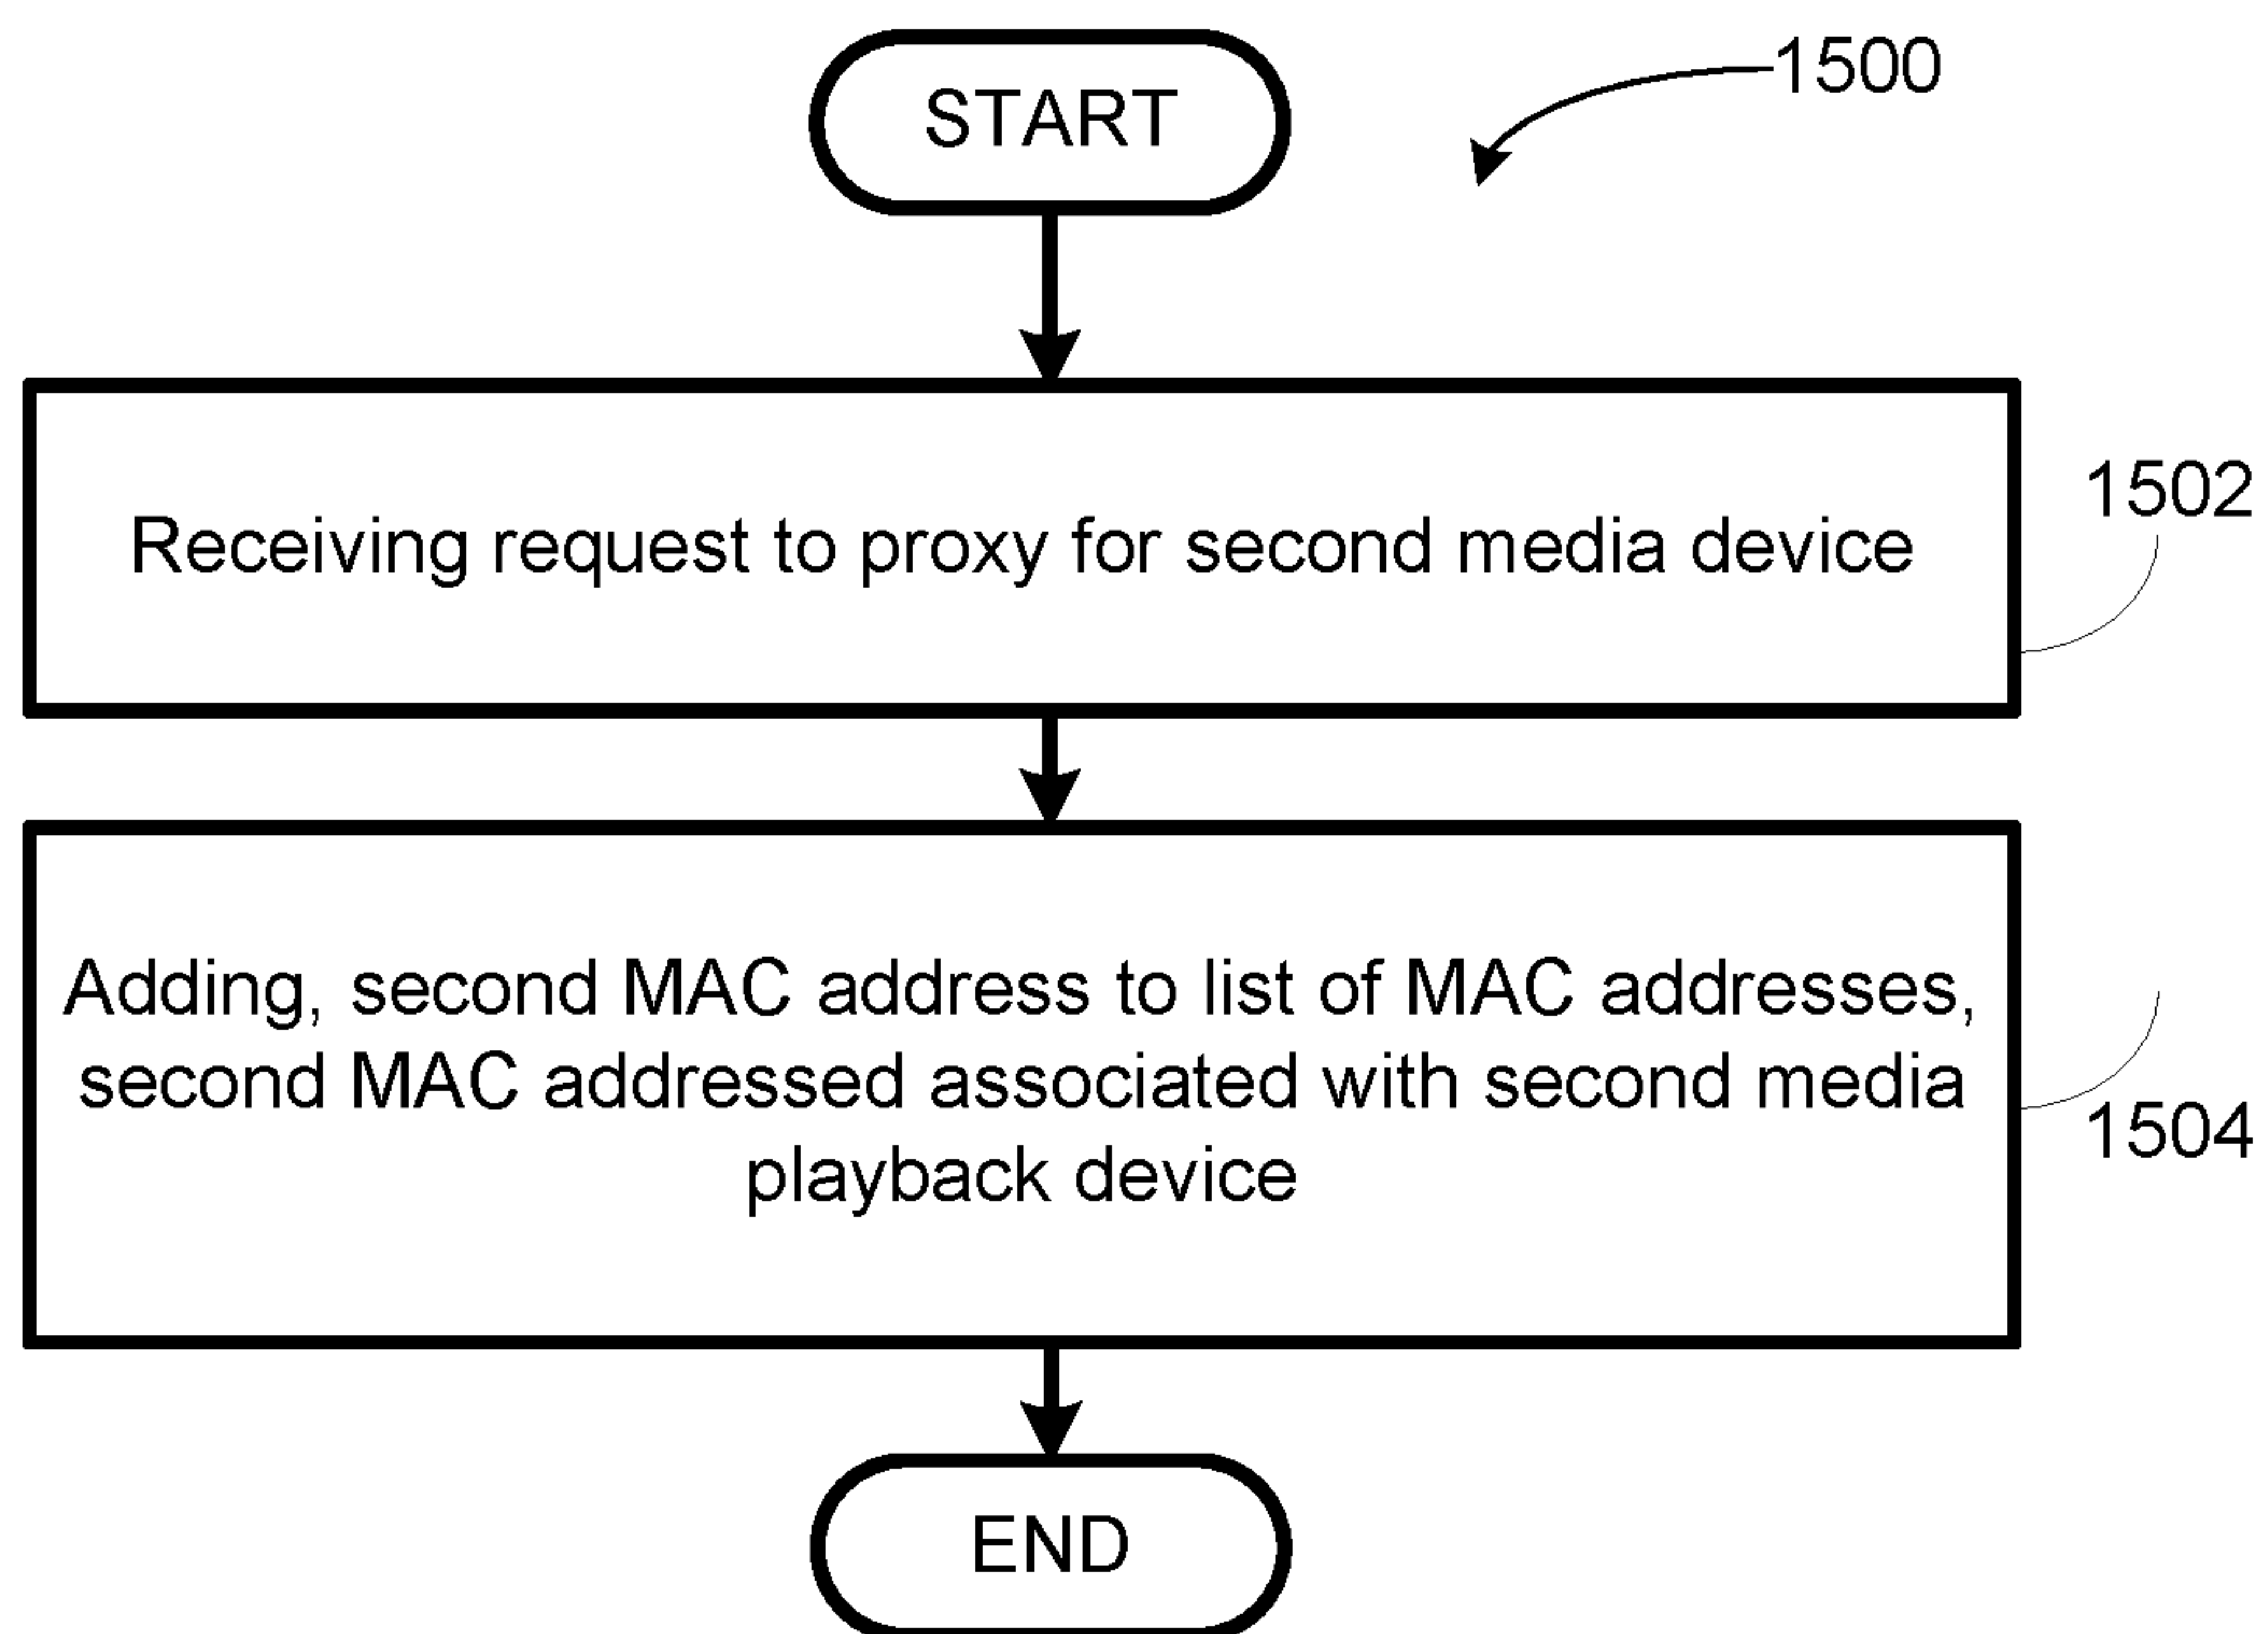 START
1500
Receiving request to proxy for second media device
1502
Adding, second MAC address to list of MAC addresses,
second MAC addressed associated with second media
playback device
1504
END